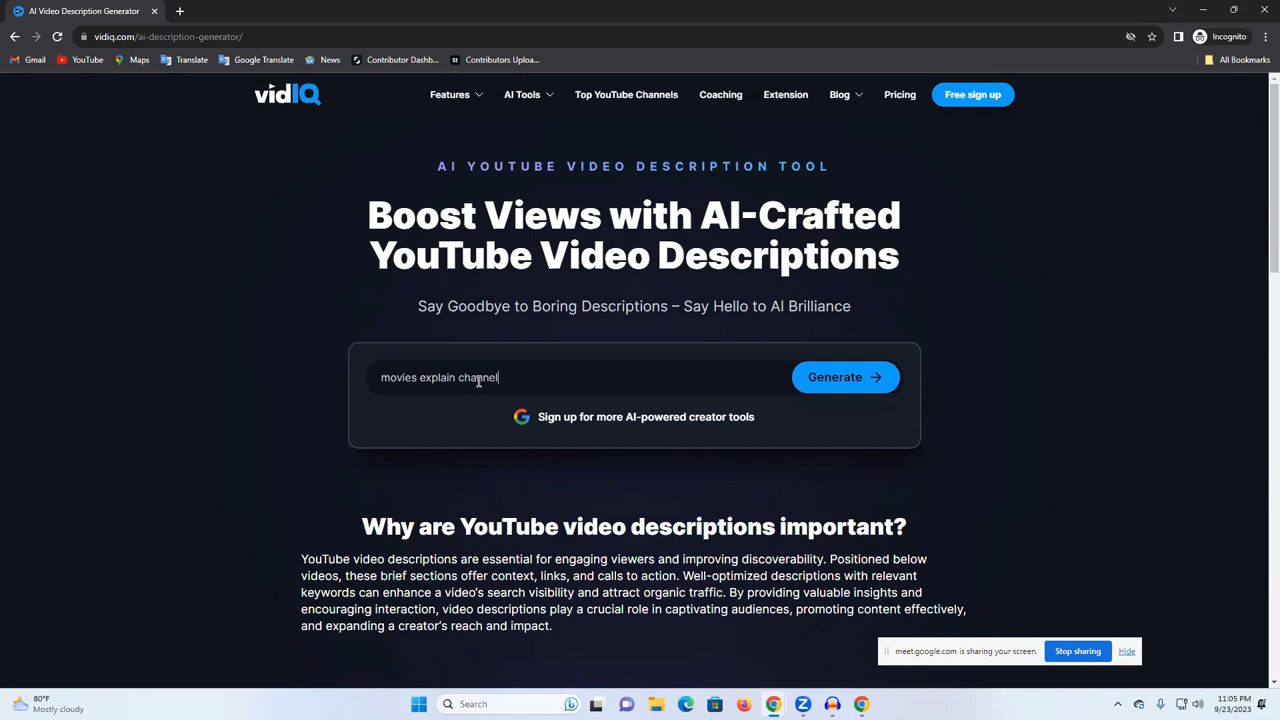 AI Video Description Generator
vidiq.com/ai-description-generator/
Incognito
Gmail YouTube Maps Translate Google Translate News Contributor Dashb... Contributors Uploa... All Bookmarks
vidIQ Features AI Tools Top YouTube Channels Coaching Extension Blog Pricing Free sign up
AI YOUTUBE VIDEO DESCRIPTION TOOL
Boost Views with AI-Crafted
YouTube Video Descriptions
Say Goodbye to Boring Descriptions – Say Hello to AI Brilliance
movies explain channel Generate
Sign up for more AI-powered creator tools
Why are YouTube video descriptions important?
YouTube video descriptions are essential for engaging viewers and improving discoverability. Positioned below
videos, these brief sections offer context, links, and calls to action. Well-optimized descriptions with relevant
keywords can enhance a video's search visibility and attract organic traffic. By providing valuable insights and
encouraging interaction, video descriptions play a crucial role in captivating audiences, promoting content effectively,
and expanding a creator's reach and impact.
meet.google.com is sharing your screen. Stop sharing Hide
80°F
Mostly cloudy
Search
11:05 PM
9/23/2023